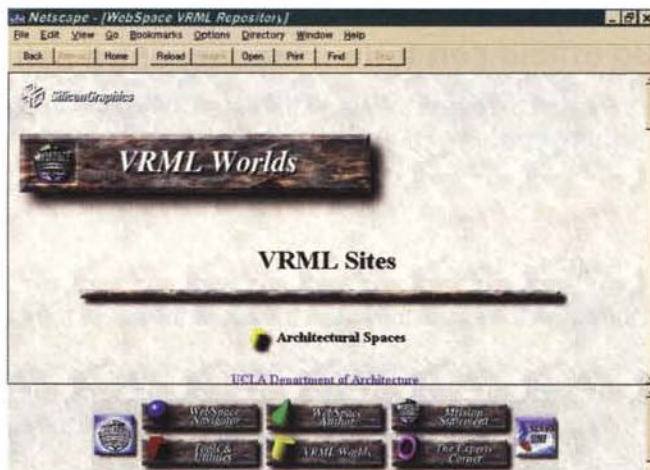 Netscape - [WebSpace VRML Repository]
File Edit View Go Bookmarks Options Directory Window Help
Back Home Reload Open Print Find Stop
SiliconGraphics
VRML Worlds
VRML Sites
Architectural Spaces
UCLA Department of Architecture
WebSpace Navigator
WebSpace Author
Mission Statement
Tools & Utilities
VRML Worlds
The Experts Corner